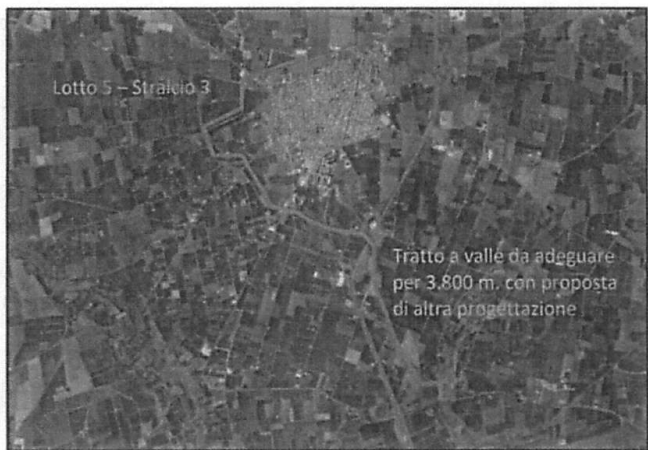 Lotto 5 – Stralcio 3
Tratto a valle da adeguare
per 3.800 m. con proposta
di altra progettazione